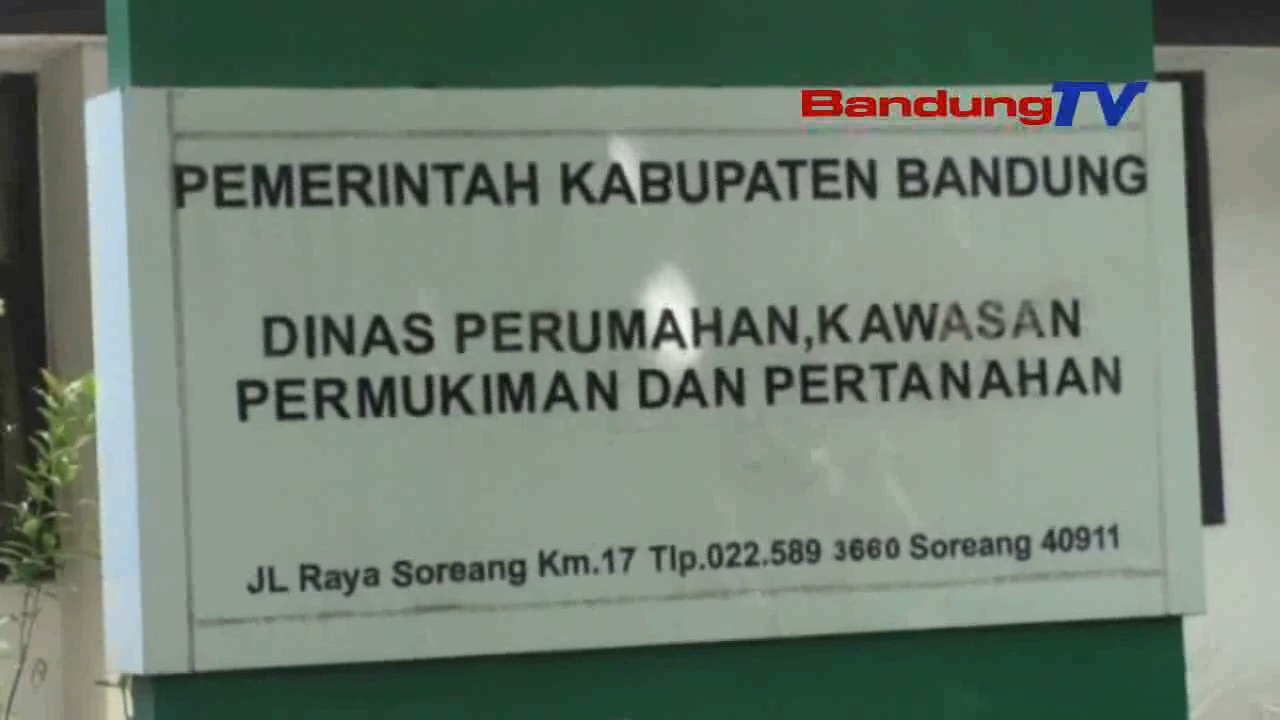 BandungTV
PEMERINTAH KABUPATEN BANDUNG
DINAS PERUMAHAN,KAWASAN
PERMUKIMAN DAN PERTANAHAN
JL Raya Soreang Km.17 Tlp.022.589 3660 Soreang 40911